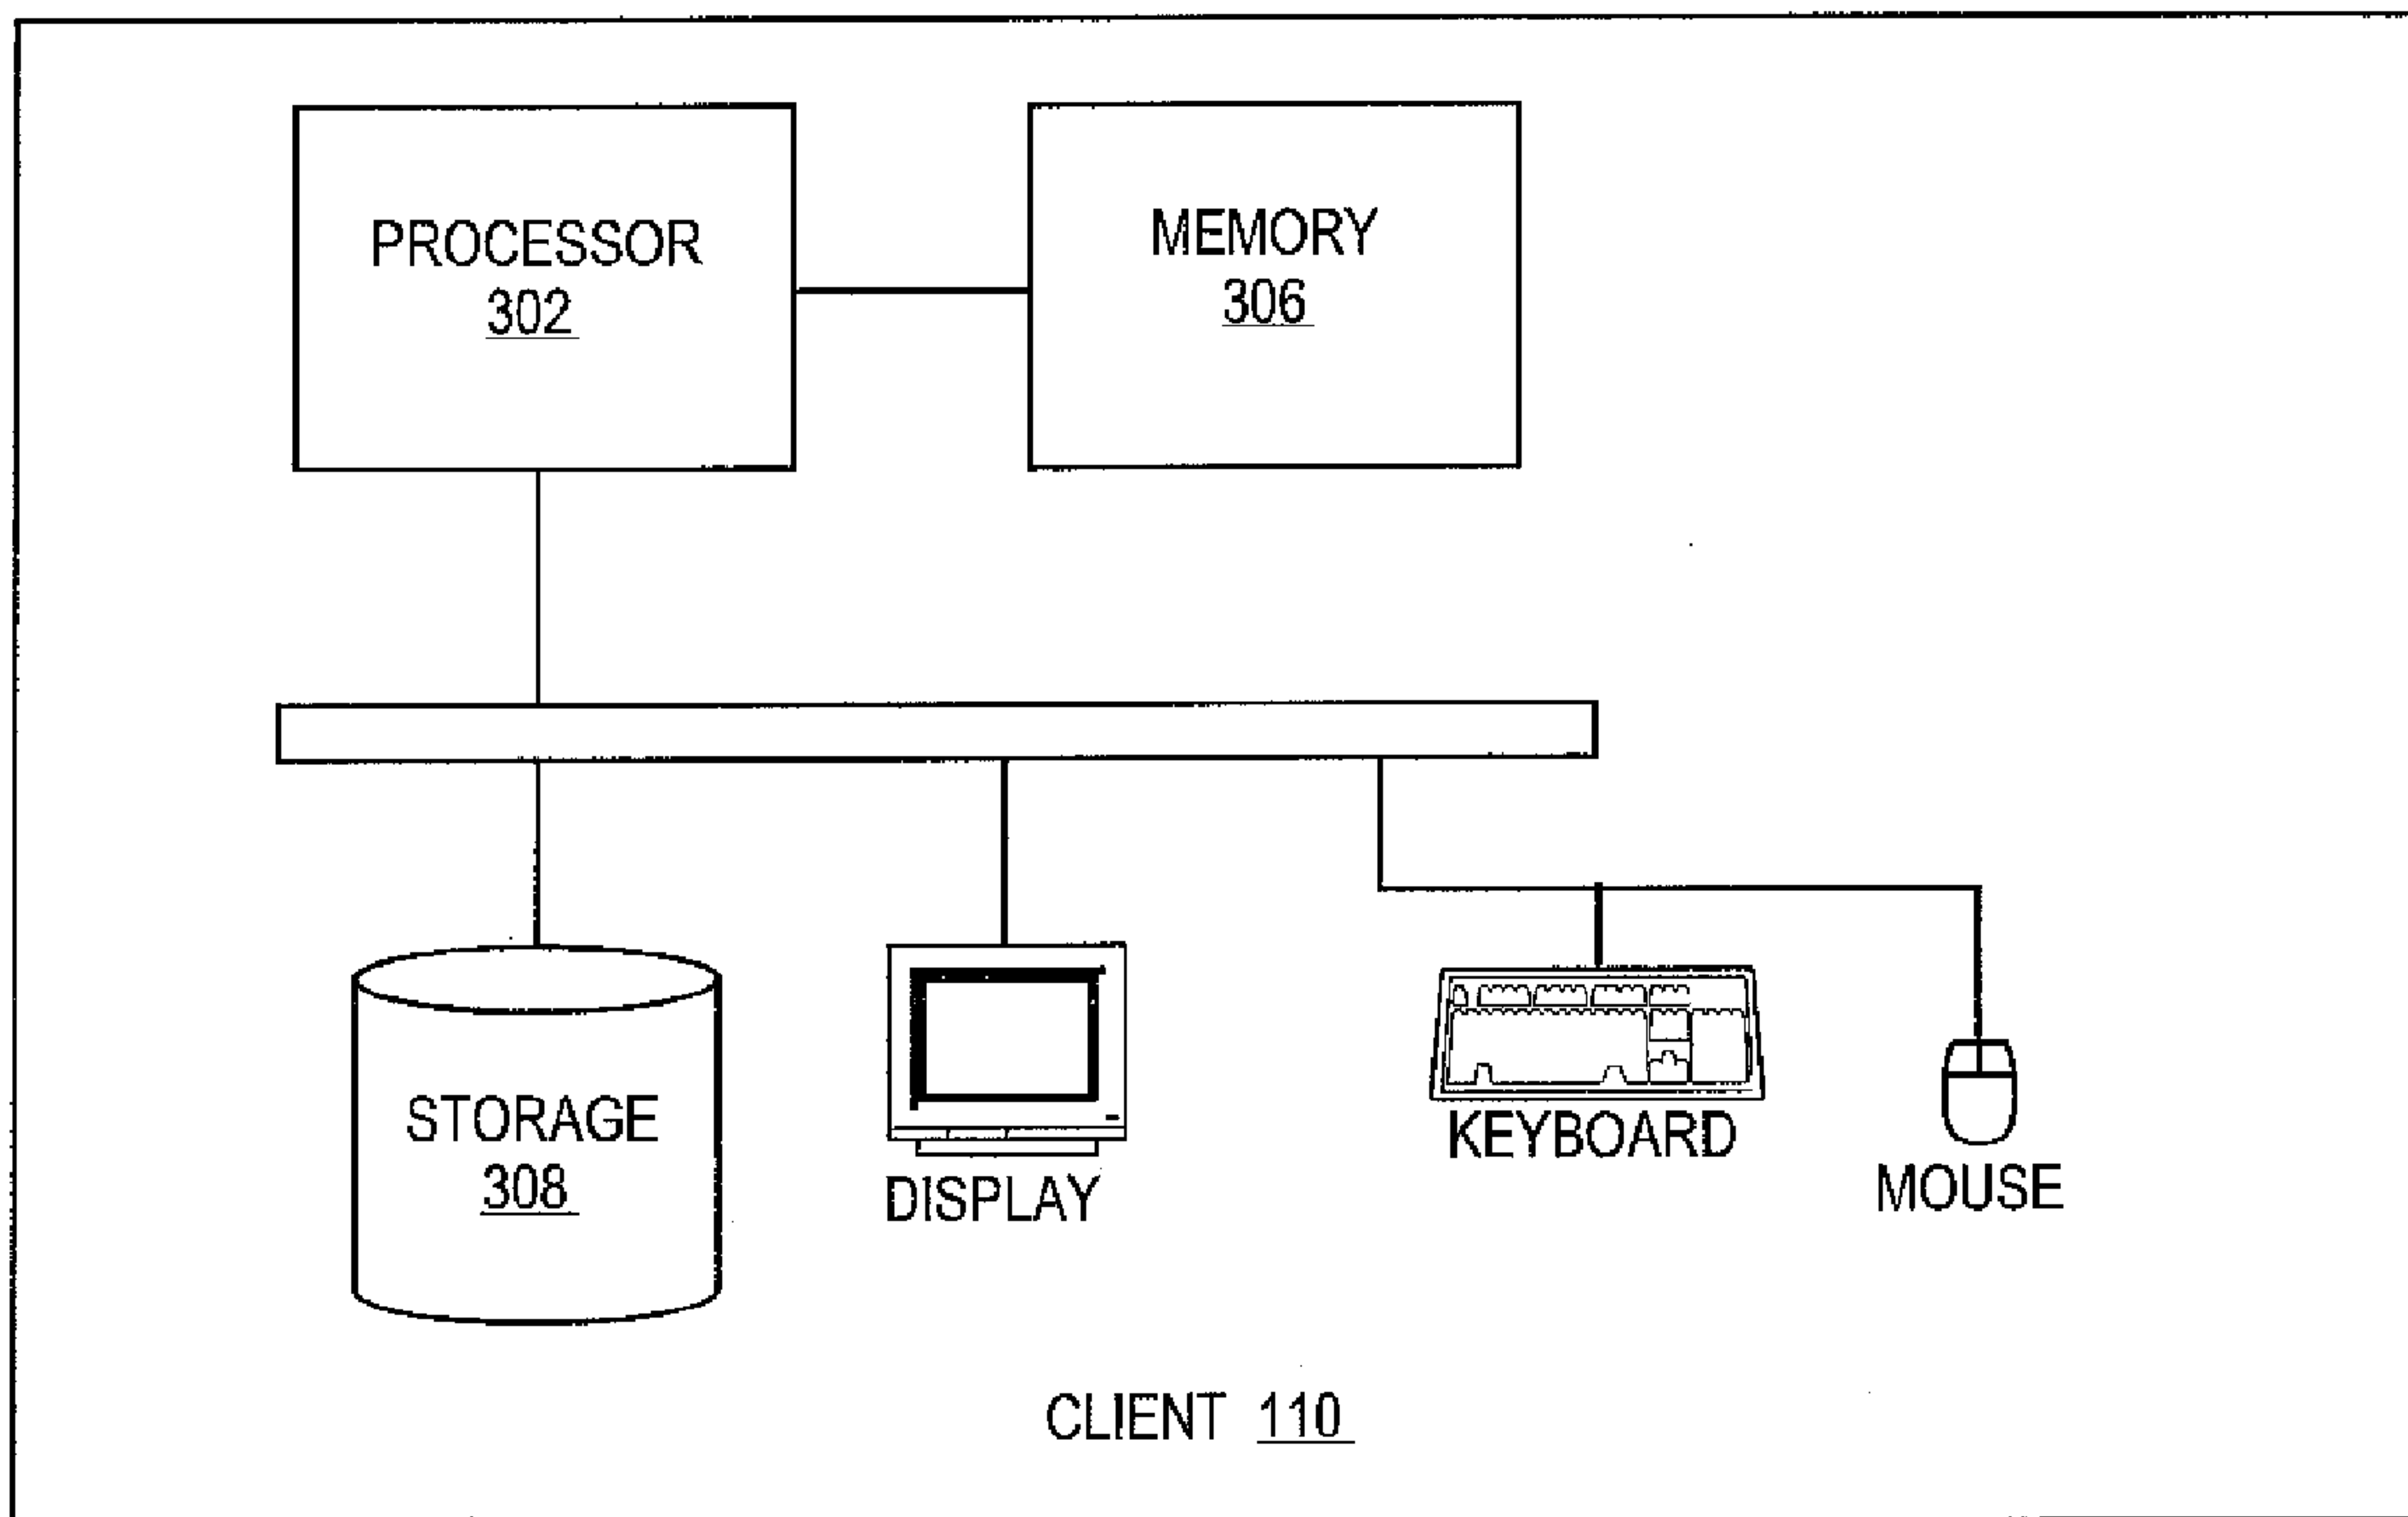 PROCESSOR
302
MEMORY
306
STORAGE
308
DISPLAY
KEYBOARD
MOUSE
CLIENT 110